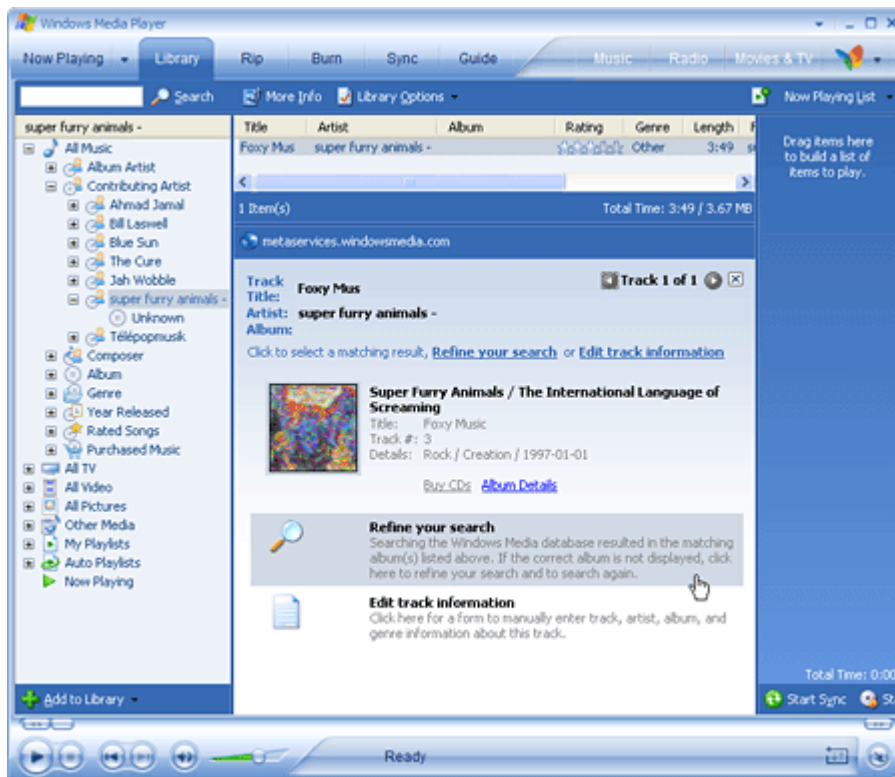 Windows Media Player
Now Playing
Library
Rip
Burn
Sync
Guide
Music
Radio
Movies & TV
Search
More Info
Library Options
Now Playing List
super furry animals -
All Music
Album Artist
Contributing Artist
Ahmad Jamal
Bill Laswell
Blue Sun
The Cure
Jah Wobble
super furry animals -
Unknown
Télépopmusik
Composer
Album
Genre
Year Released
Rated Songs
Purchased Music
All TV
All Video
All Pictures
Other Media
My Playlists
Auto Playlists
Now Playing
Add to Library
Title Artist Album Rating Genre Length
Foxy Mus super furry animals - Other 3:49
1 Item(s) Total Time: 3:49 / 3.67 MB
metaservices.windowsmedia.com
Track Title: Foxy Mus
Track 1 of 1
Artist: super furry animals -
Album:
Click to select a matching result, Refine your search or Edit track information
Super Furry Animals / The International Language of
Screaming
Title: Foxy Music
Track #: 3
Details: Rock / Creation / 1997-01-01
Buy CDs Album Details
Refine your search
Searching the Windows Media database resulted in the matching
album(s) listed above. If the correct album is not displayed, click
here to refine your search and to search again.
Edit track information
Click here for a form to manually enter track, artist, album, and
genre information about this track.
Drag items here
to build a list of
items to play.
Total Time: 0:00
Start Sync
St
Ready